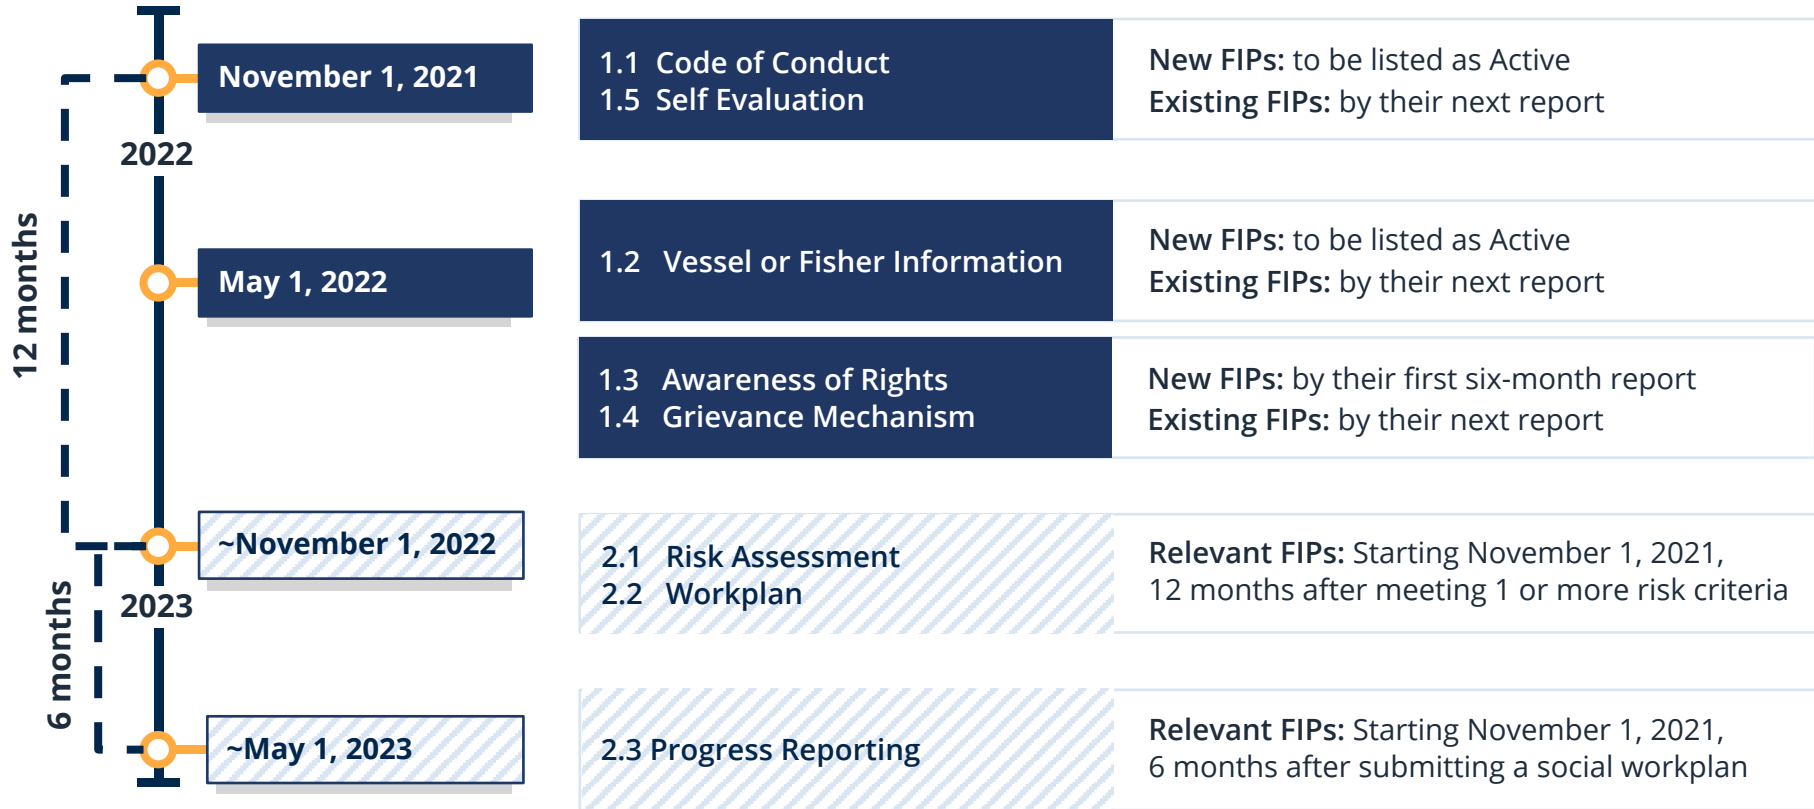 November 1, 2021
1.1 Code of Conduct
1.5 Self Evaluation
New FIPs: to be listed as Active
Existing FIPs: by their next report
2022
12 months
May 1, 2022
1.2 Vessel or Fisher Information
New FIPs: to be listed as Active
Existing FIPs: by their next report
1.3 Awareness of Rights
1.4 Grievance Mechanism
New FIPs: by their first six-month report
Existing FIPs: by their next report
~November 1, 2022
2.1 Risk Assessment
2.2 Workplan
Relevant FIPs: Starting November 1, 2021,
12 months after meeting 1 or more risk criteria
2023
6 months
~May 1, 2023
2.3 Progress Reporting
Relevant FIPs: Starting November 1, 2021,
6 months after submitting a social workplan